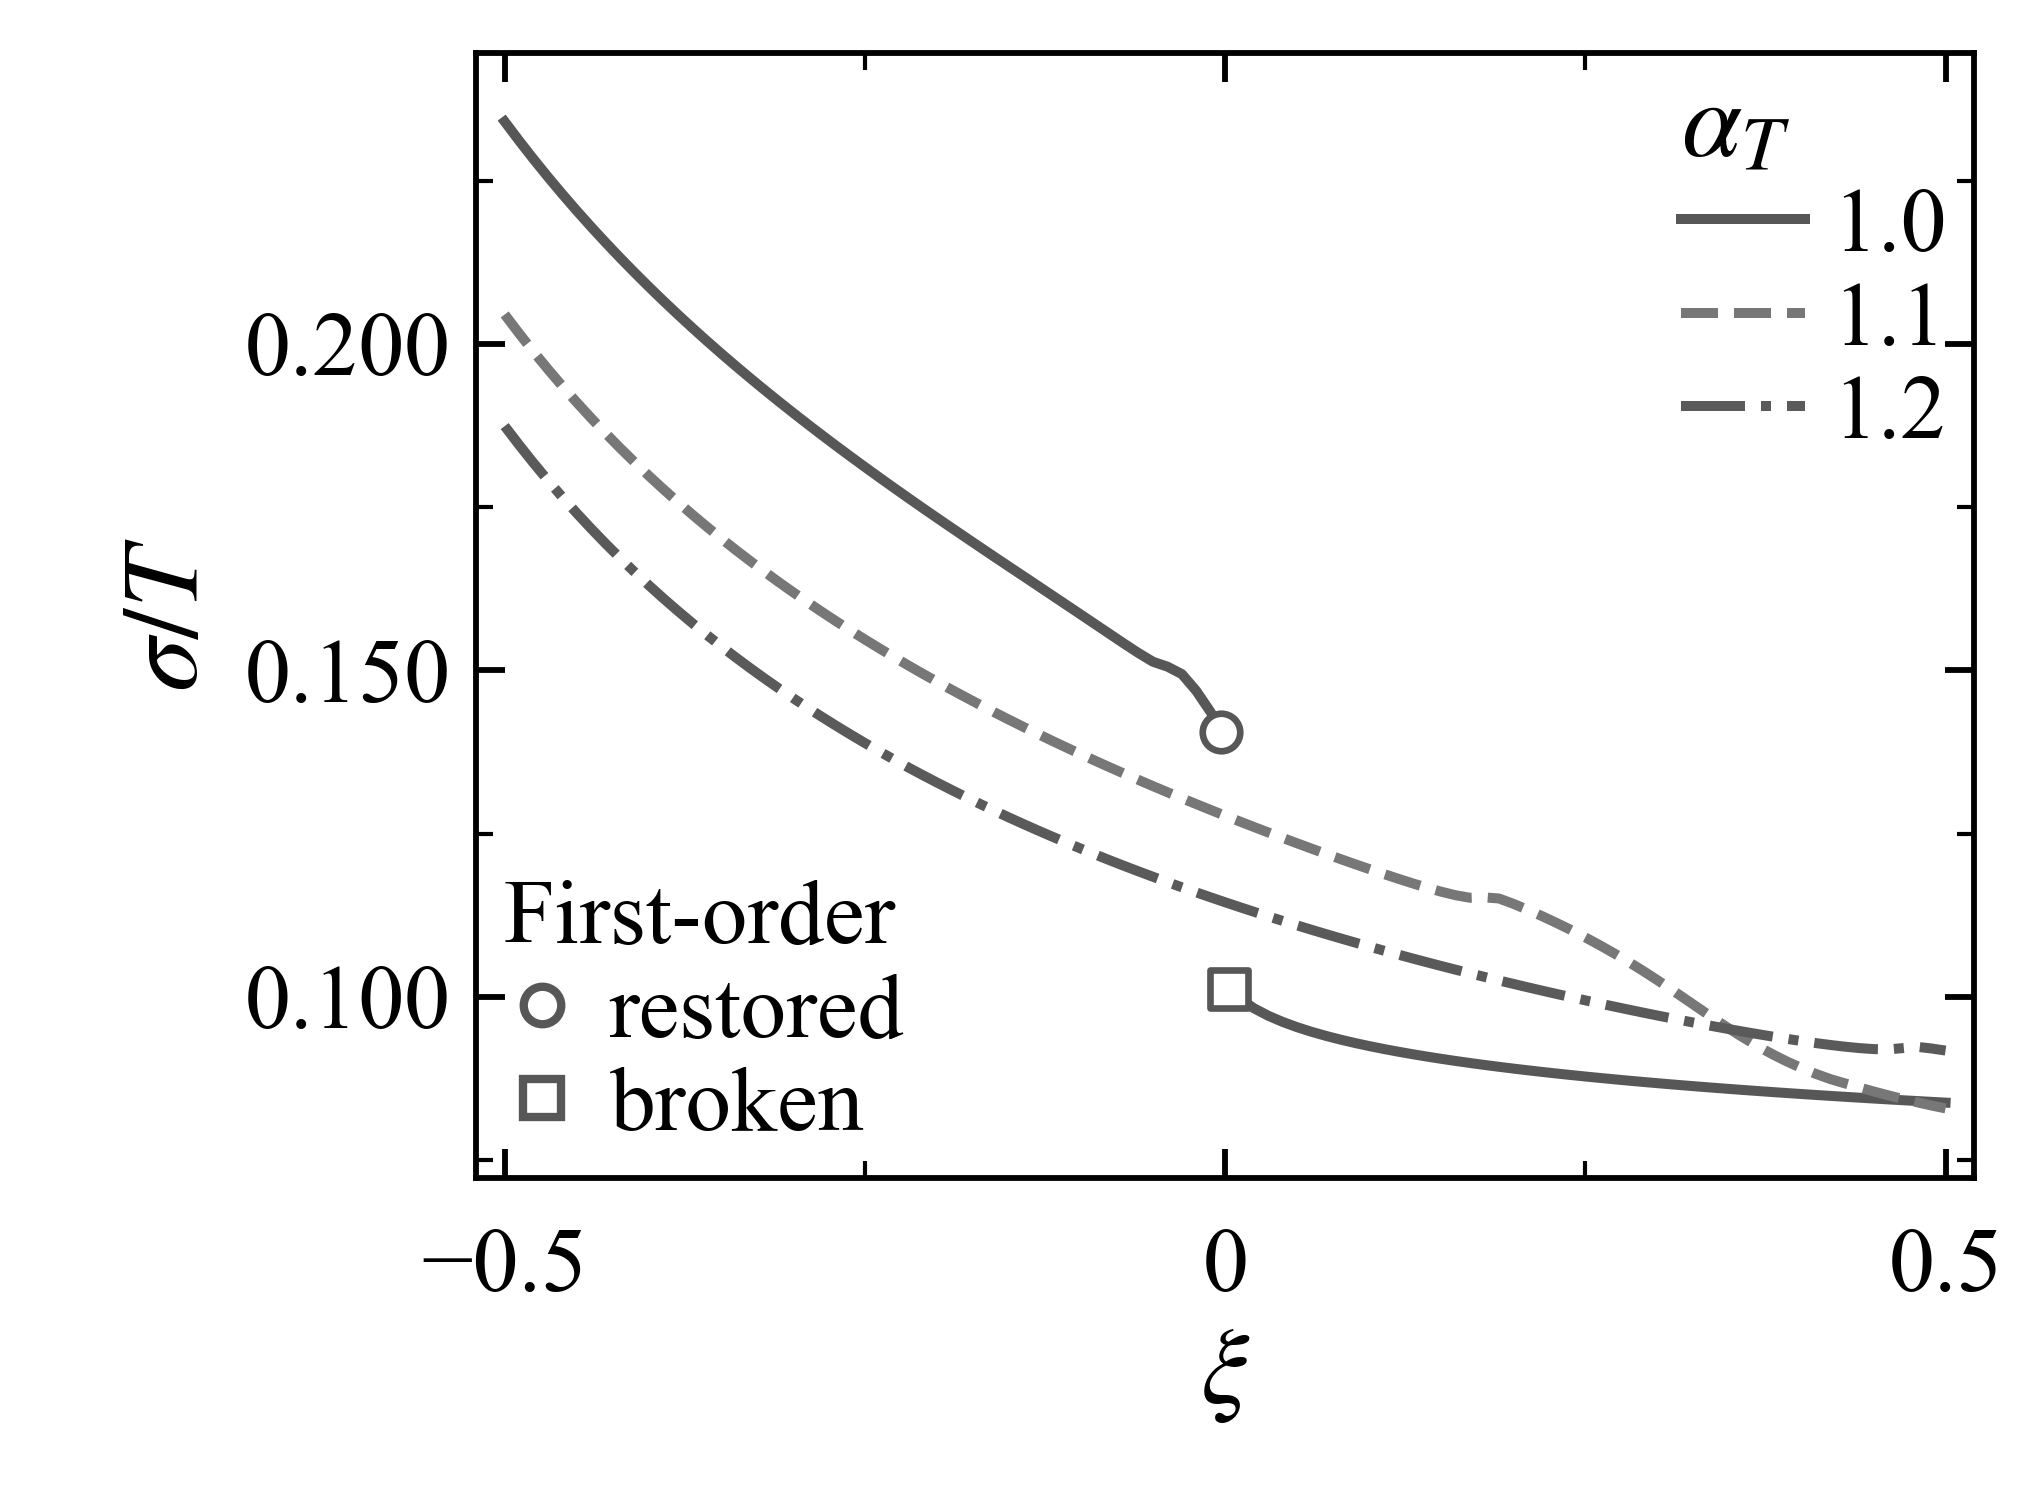 α_T
1.0
1.1
1.2
0.200
0.150
0.100
σ/T
First-order
restored
broken
−0.5 0 0.5
ξ